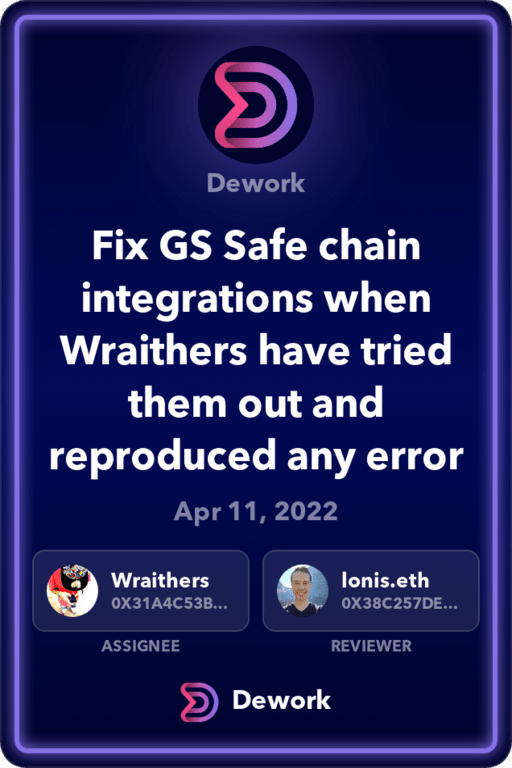 Dework
Fix GS Safe chain
integrations when
Wraithers have tried
them out and
reproduced any error
Apr 11, 2022
Wraithers
0X31A4C53B...
lonis.eth
0X38C257DE...
ASSIGNEE
REVIEWER
Dework